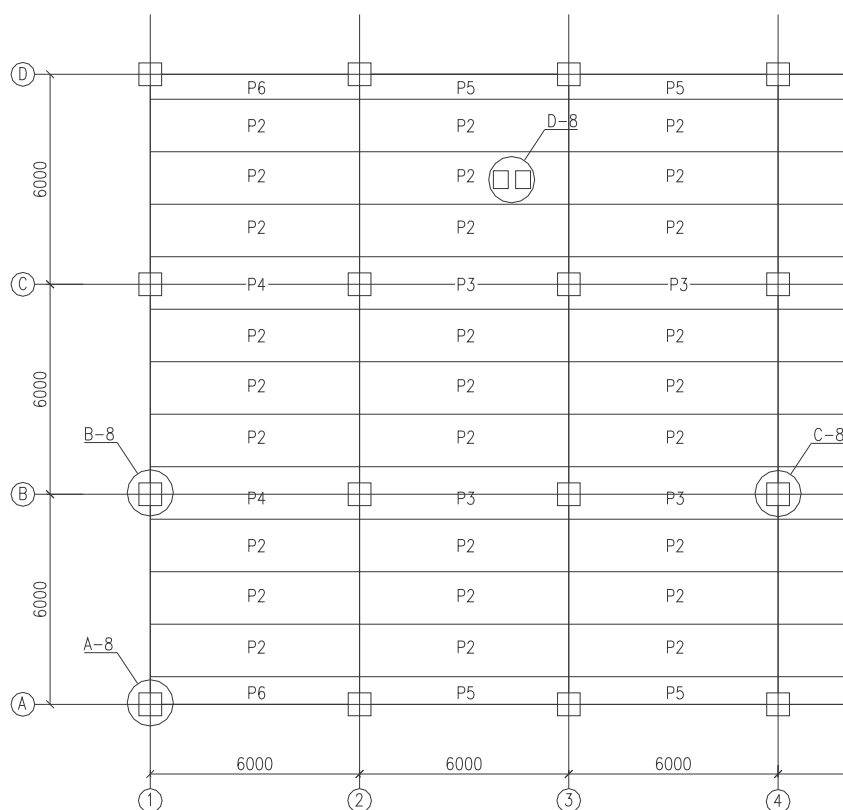 D
P6 P5 P5
P2 P2 P2
D-8
6000
P2 P2 P2
P2 P2 P2
C
P4 P3 P3
P2 P2 P2
6000
P2 P2 P2
P2 P2 P2
B-8 C-8
B
P4 P3 P3
P2 P2 P2
6000
P2 P2 P2
P2 P2 P2
A-8
A
P6 P5 P5
6000 6000 6000
1 2 3 4